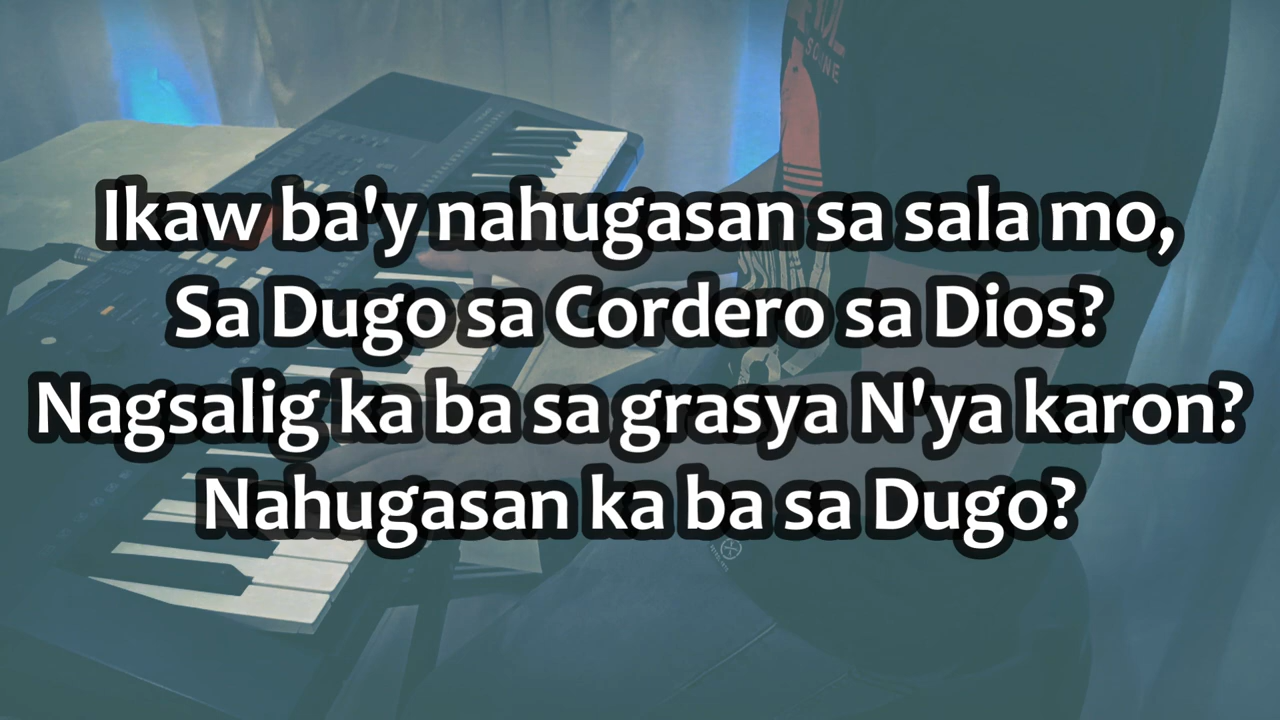 Ikaw ba'y nahugasan sa sala mo,
Sa Dugo sa Cordero sa Dios?
Nagsalig ka ba sa grasya N'ya karon?
Nahugasan ka ba sa Dugo?